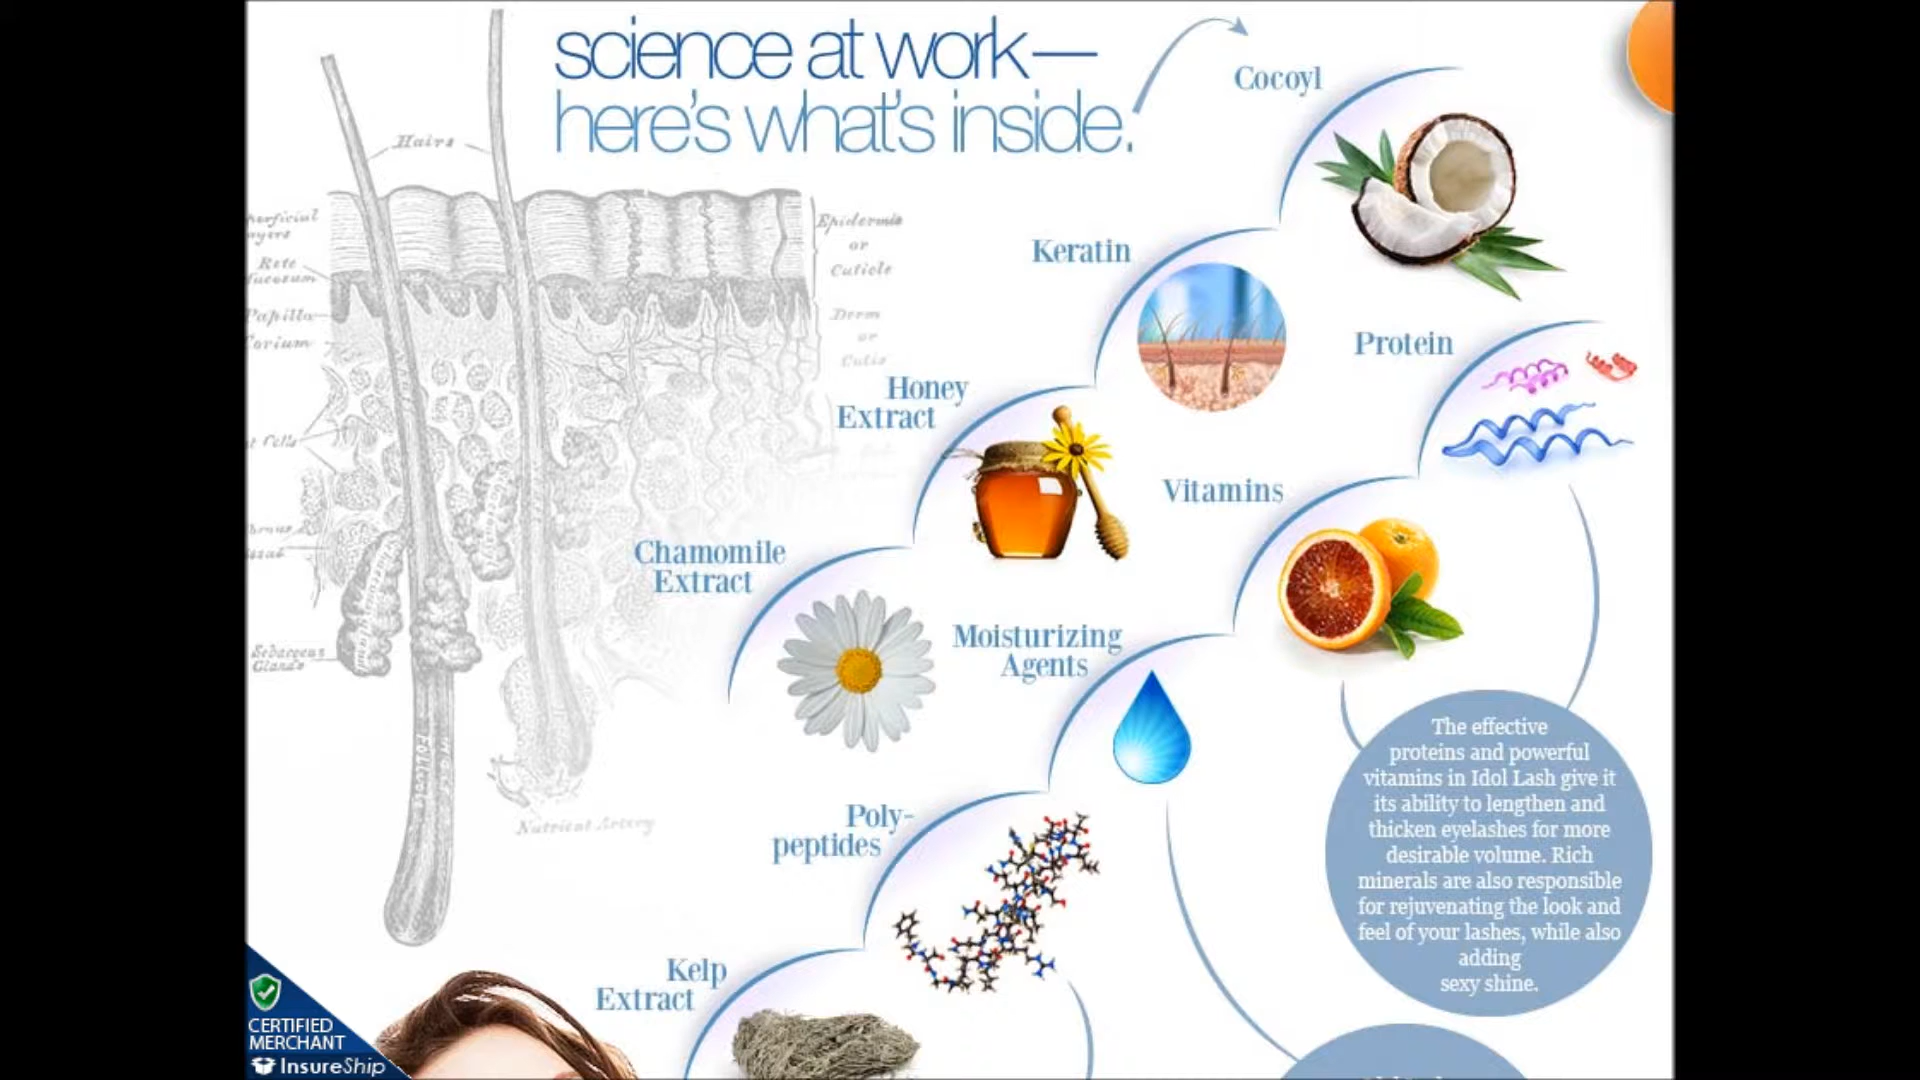 science at work—
here's what's inside.
Cocoyl
Hairs
Keratin
Epidermis
or
Cuticle
Rete
Papilla
Derm
or
Cutis
Protein
Honey
Extract
Vitamins
Chamomile
Extract
Moisturizing
Agents
Sebaceous
Glands
The effective
proteins and powerful
vitamins in Idol Lash give it
its ability to lengthen and
thicken eyelashes for more
desirable volume. Rich
minerals are also responsible
for rejuvenating the look and
feel of your lashes, while also
adding
sexy shine.
Nutrient Artery
Poly-
peptides
Kelp
Extract
CERTIFIED
MERCHANT
InsureShip